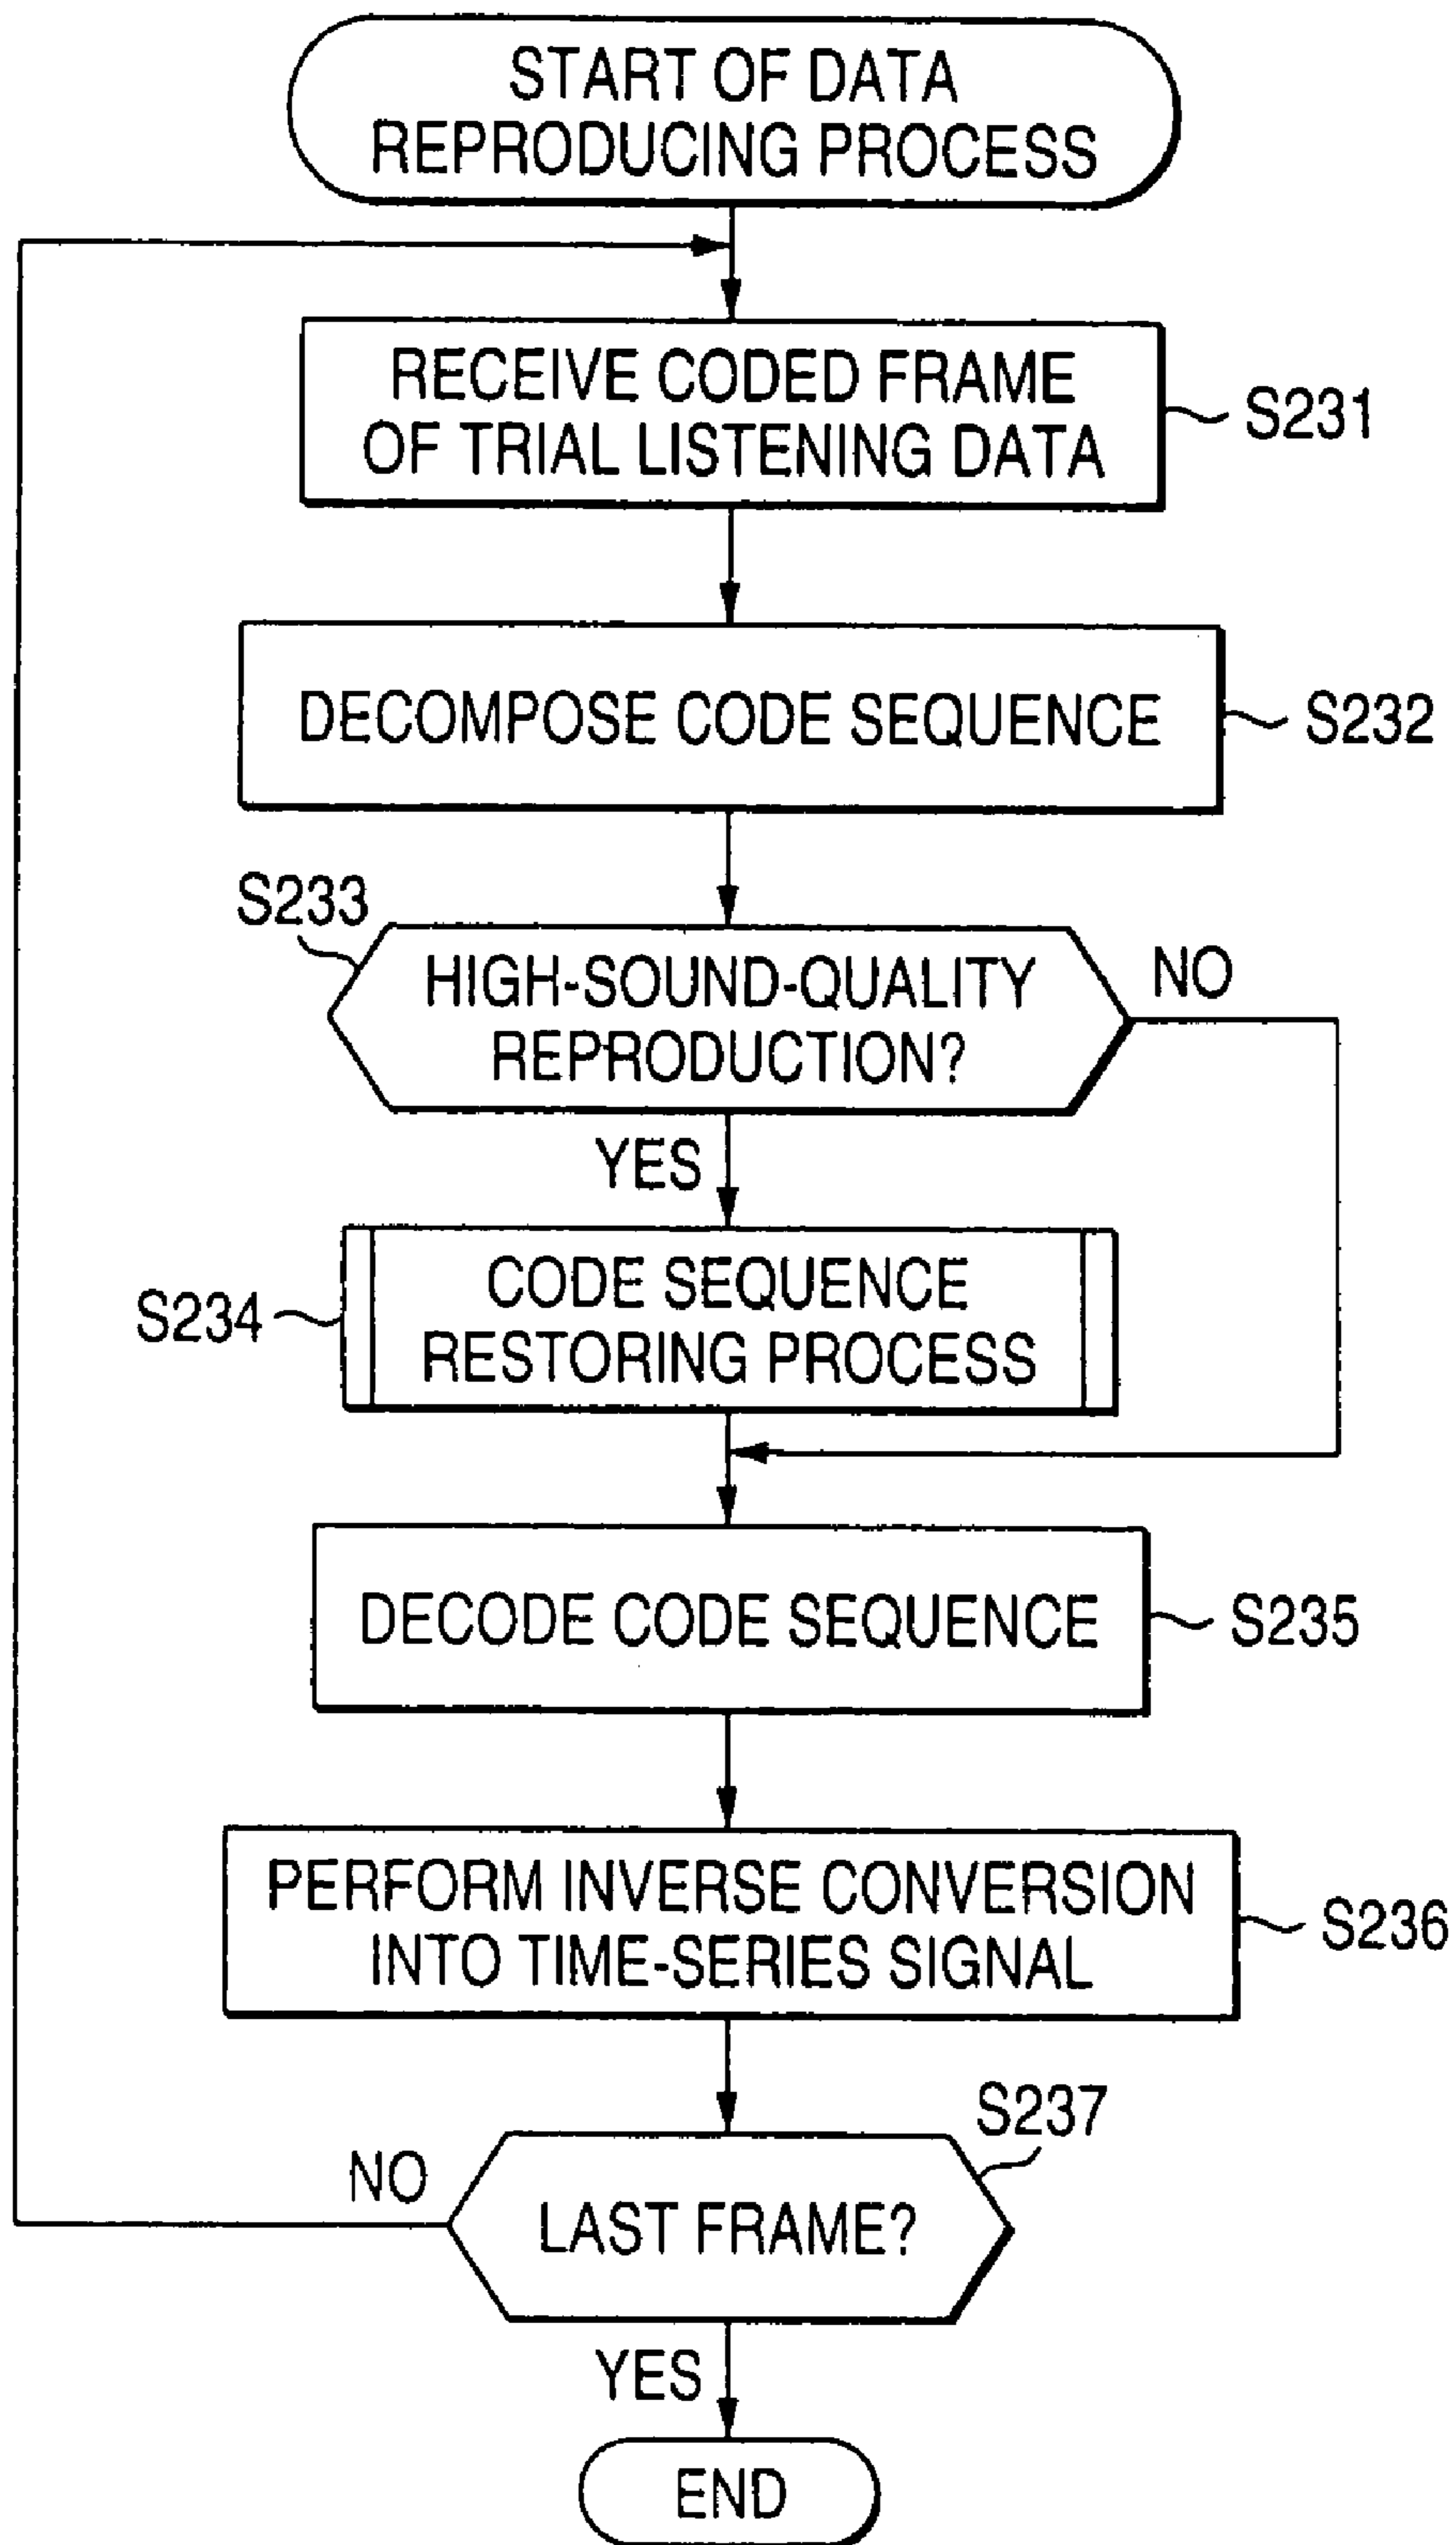 START OF DATA
REPRODUCING PROCESS
RECEIVE CODED FRAME
OF TRIAL LISTENING DATA
S231
DECOMPOSE CODE SEQUENCE
S232
S233
HIGH-SOUND-QUALITY
REPRODUCTION?
NO
YES
S234
CODE SEQUENCE
RESTORING PROCESS
DECODE CODE SEQUENCE
S235
PERFORM INVERSE CONVERSION
INTO TIME-SERIES SIGNAL
S236
S237
NO
LAST FRAME?
YES
END